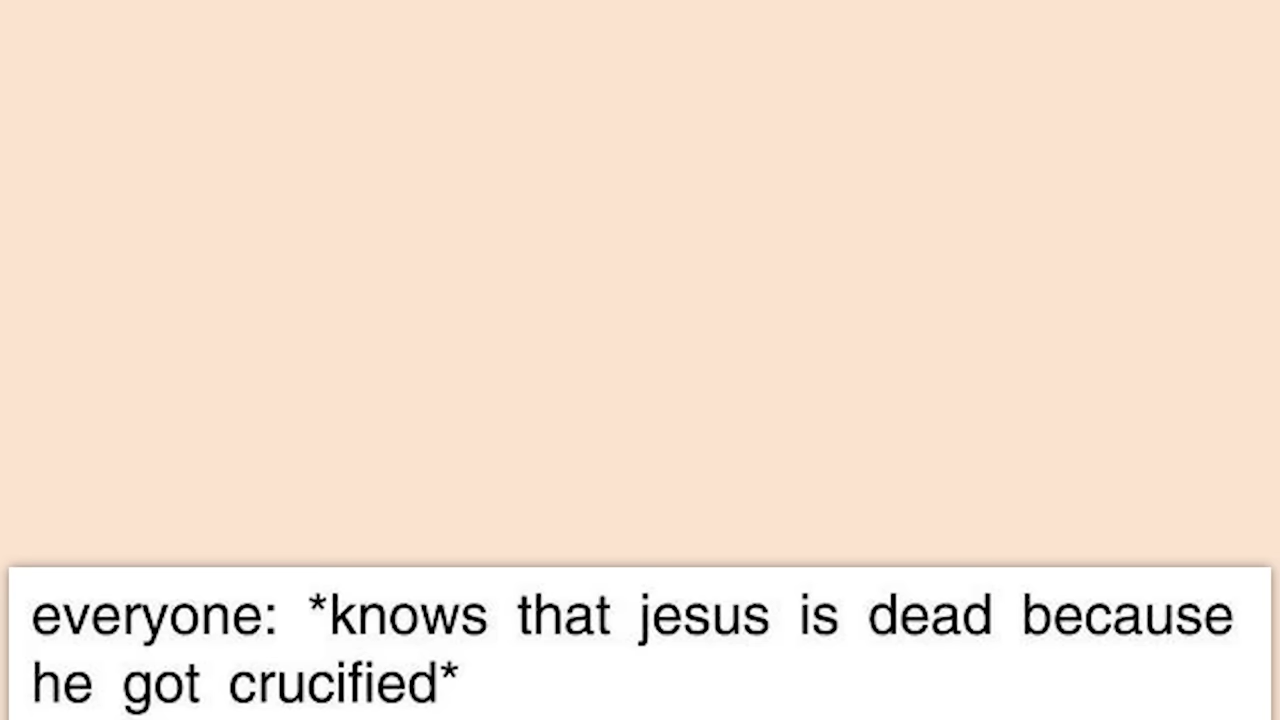 everyone: *knows that jesus is dead because
he got crucified*